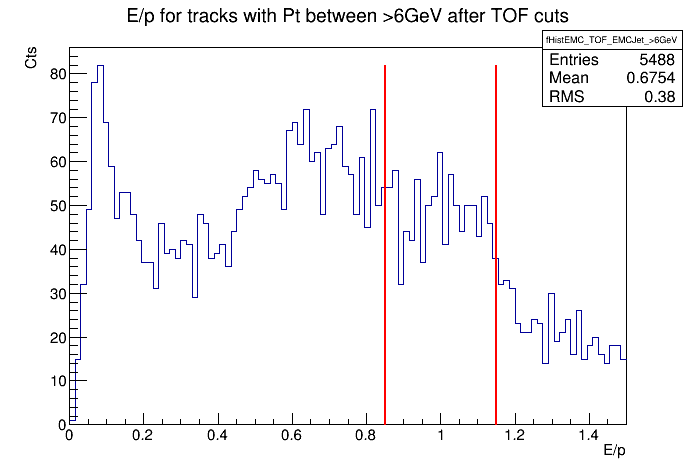 E/p for tracks with Pt between >6GeV after TOF cuts
fHistEMC_TOF_EMCJet_>6GeV
Entries 5488
Mean 0.6754
RMS 0.38
Cts
80
70
60
50
40
30
20
10
0
0 0.2 0.4 0.6 0.8 1 1.2 1.4
E/p